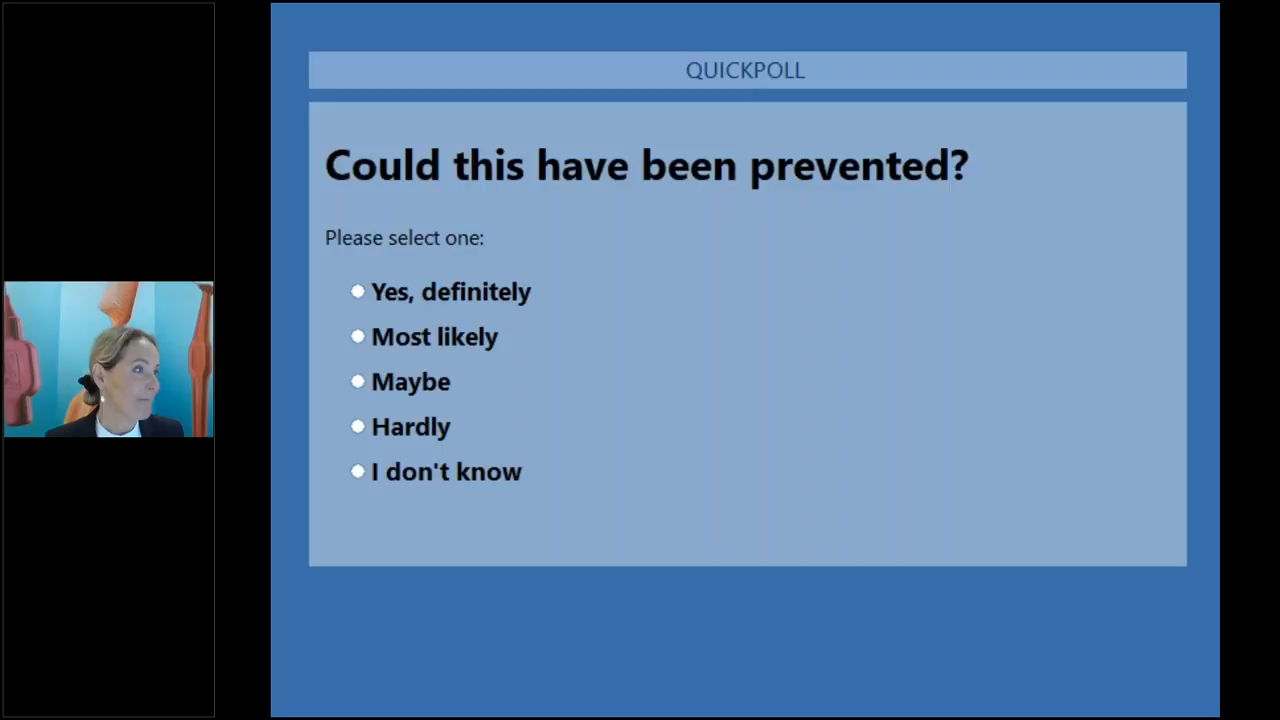 QUICKPOLL
Could this have been prevented?
Please select one:
Yes, definitely
Most likely
Maybe
Hardly
I don't know